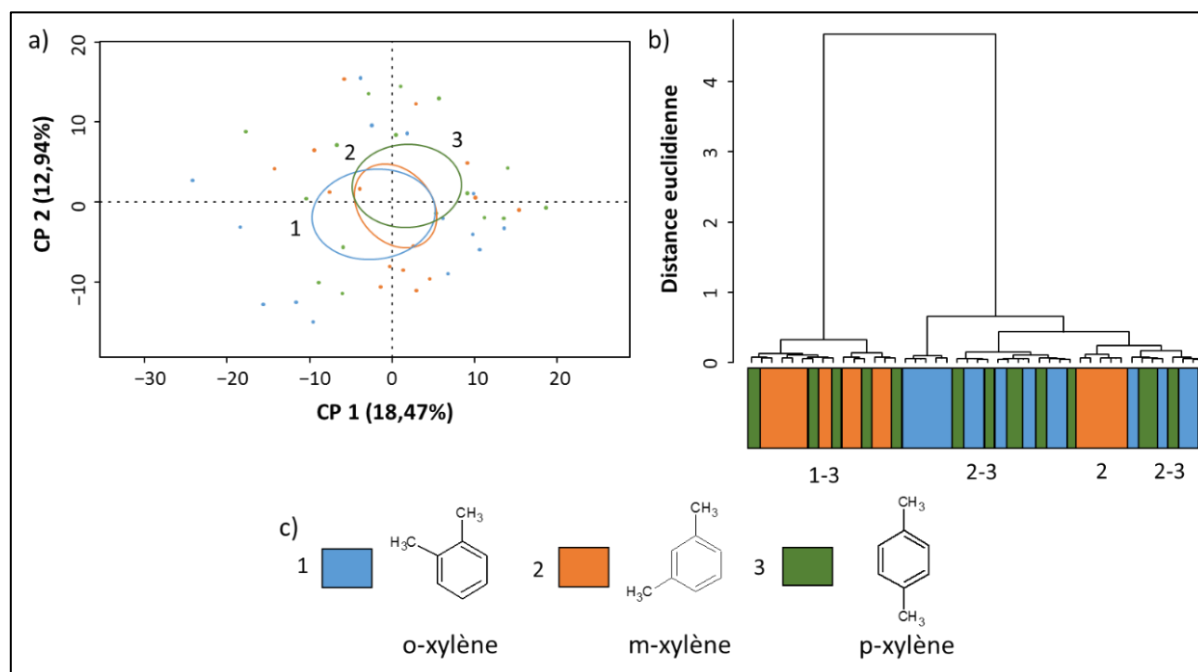 a)
CP 2 (12,94%)
20
10
0
−10
1
2
3
−30
−20
−10
0
10
20
CP 1 (18,47%)
b)
Distance euclidienne
4
3
2
1
0
1-3
2-3
2
2-3
c)
1
CH₃
H₃C
o-xylène
2
CH₃
H₃C
m-xylène
3
CH₃
CH₃
p-xylène